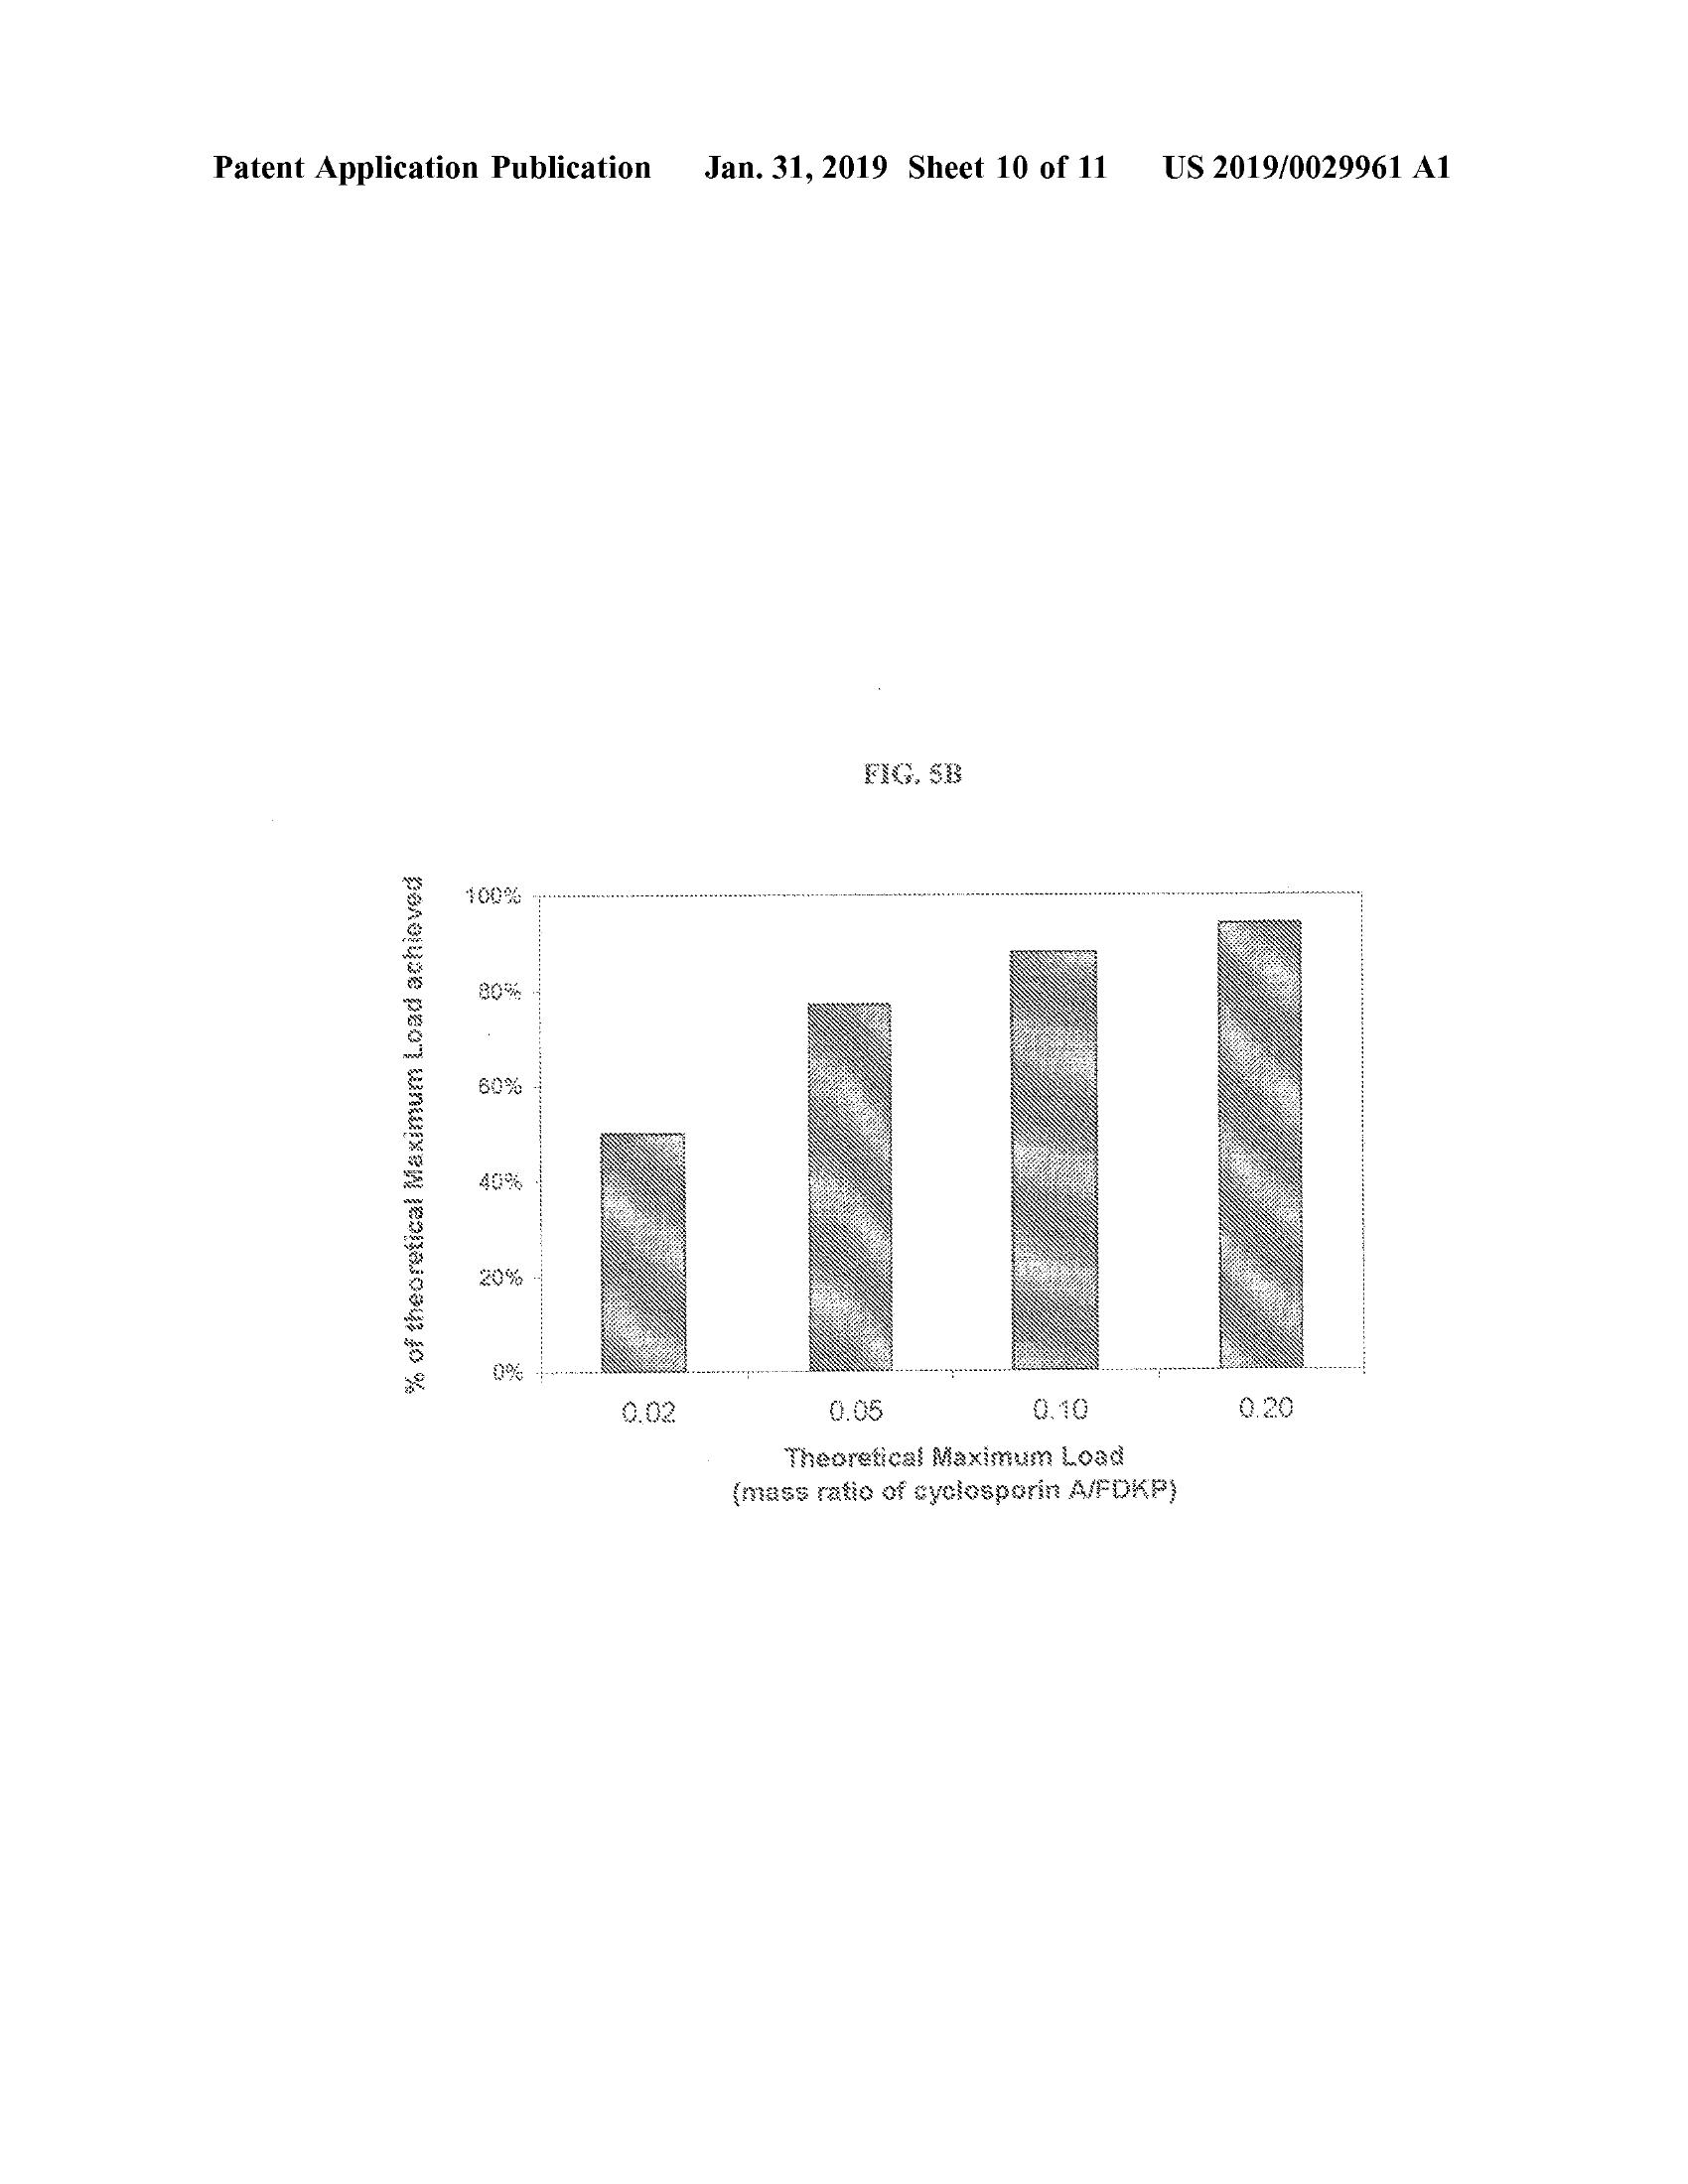 Patent Application Publication Jan. 31, 2019 Sheet 10 of 11 US 2019/0029961 A1
FIG. 5B
% of theoretical Maximum Load achieved
100%
80%
60%
40%
20%
0%
0.02 0.05 0.10 0.20
Theoretical Maximum Load
(mass ratio of cyclosporin A/FDKP)